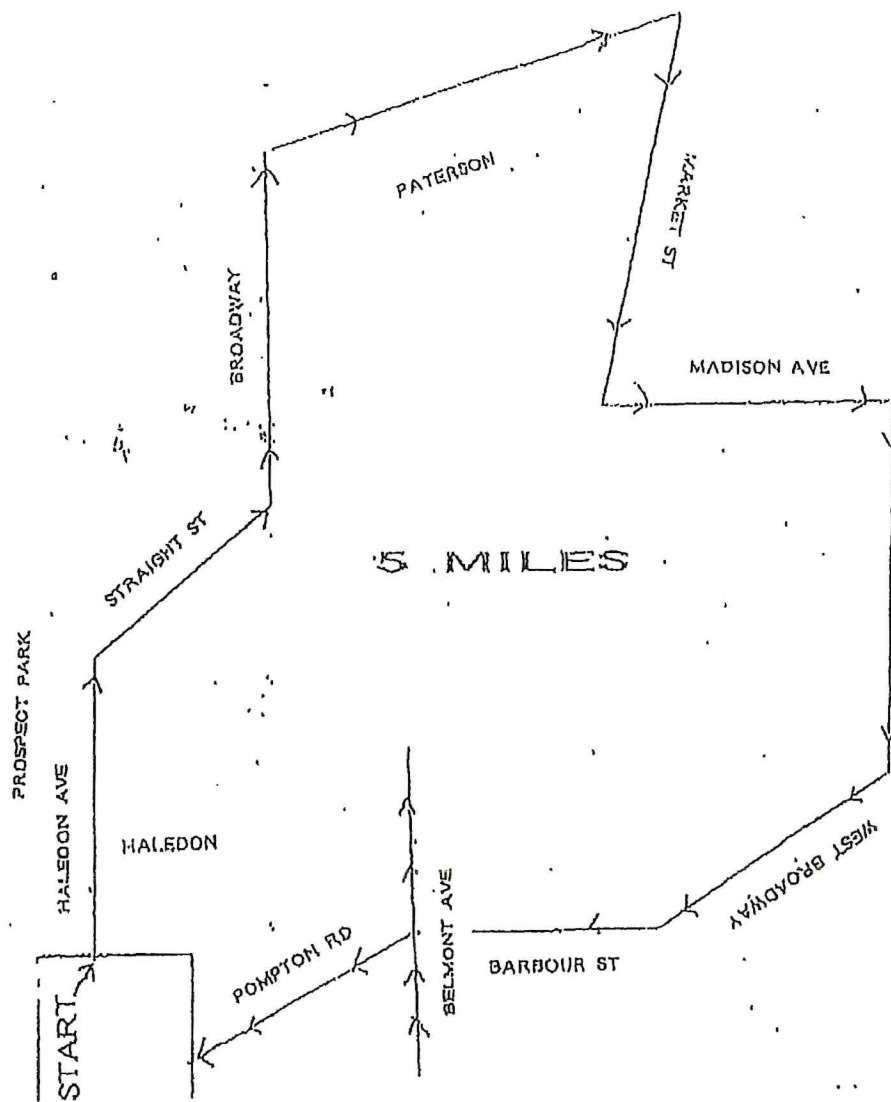 PATERSON
MARKET ST
BROADWAY
MADISON AVE
STRAIGHT ST
5 MILES
PROSPECT PARK
HALEDON AVE
HALEDON
WEST BROADWAY
BELMONT AVE
POMPTON RD
BARBOUR ST
START